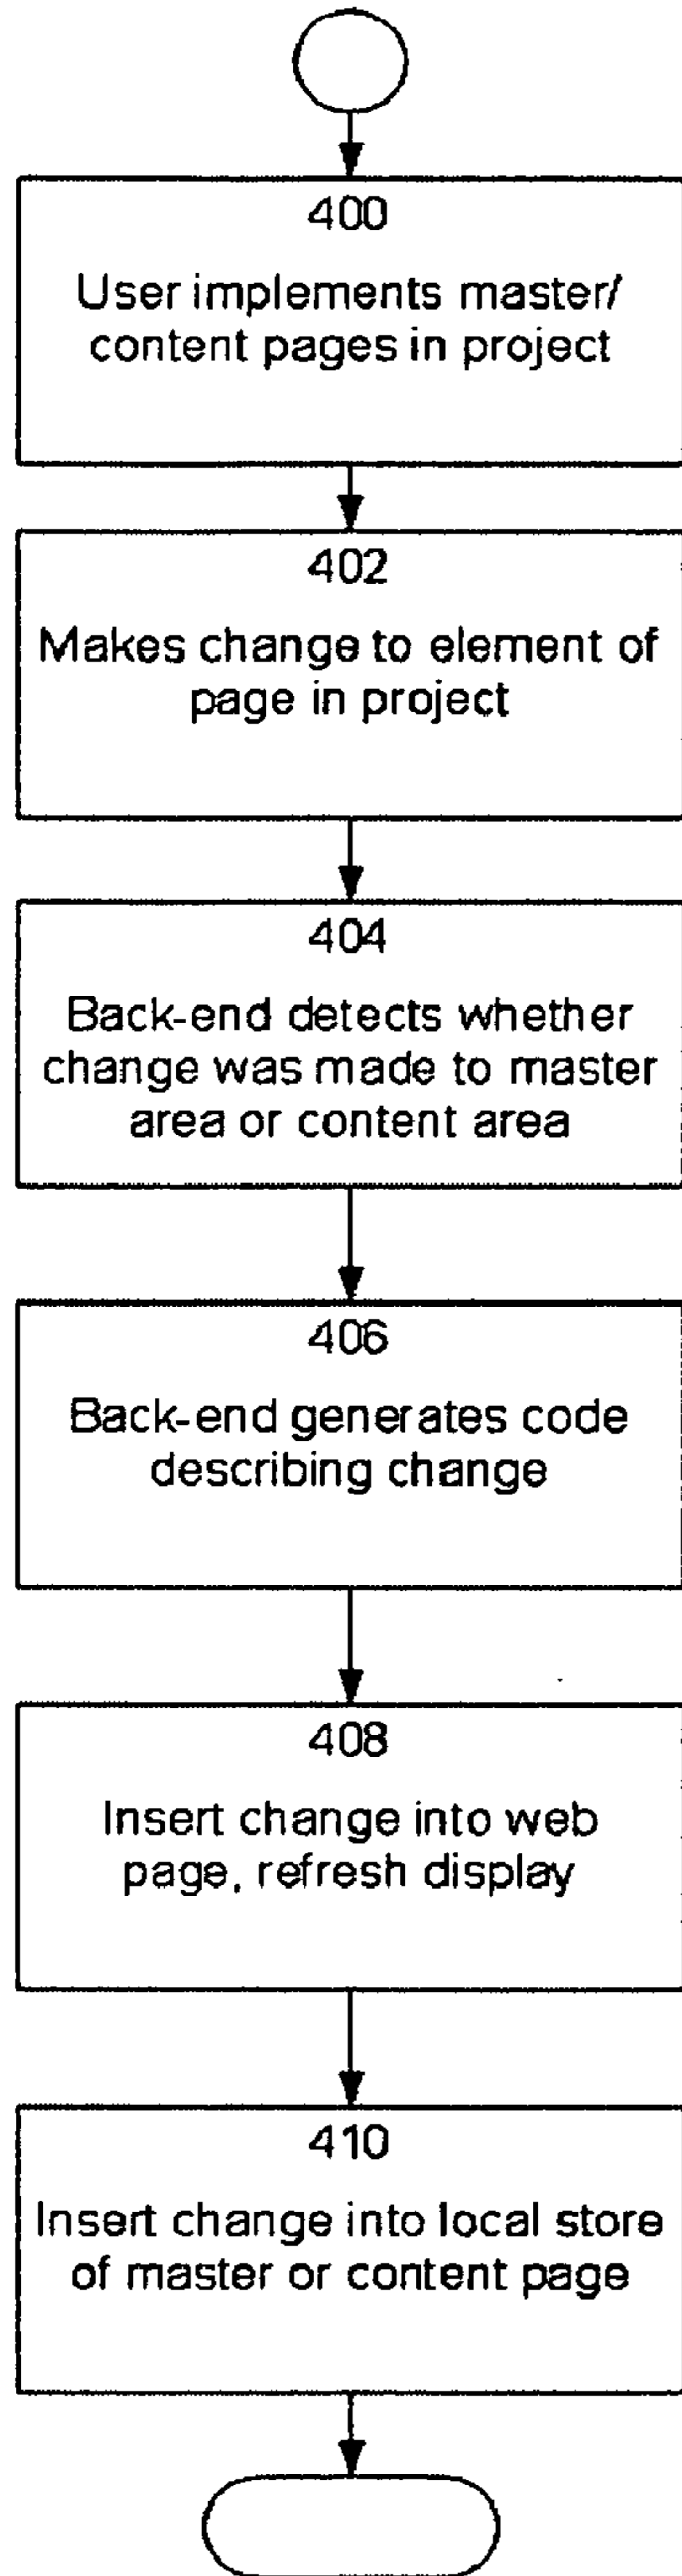 400
User implements master/
content pages in project
402
Makes change to element of
page in project
404
Back-end detects whether
change was made to master
area or content area
406
Back-end generates code
describing change
408
Insert change into web
page, refresh display
410
Insert change into local store
of master or content page